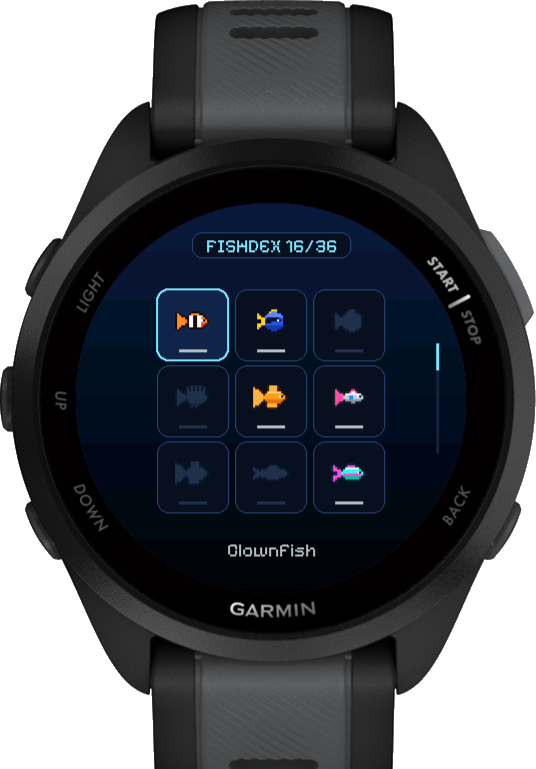 FISHDEX 16/36
LIGHT
START
STOP
UP
DOWN
BACK
ClownFish
GARMIN